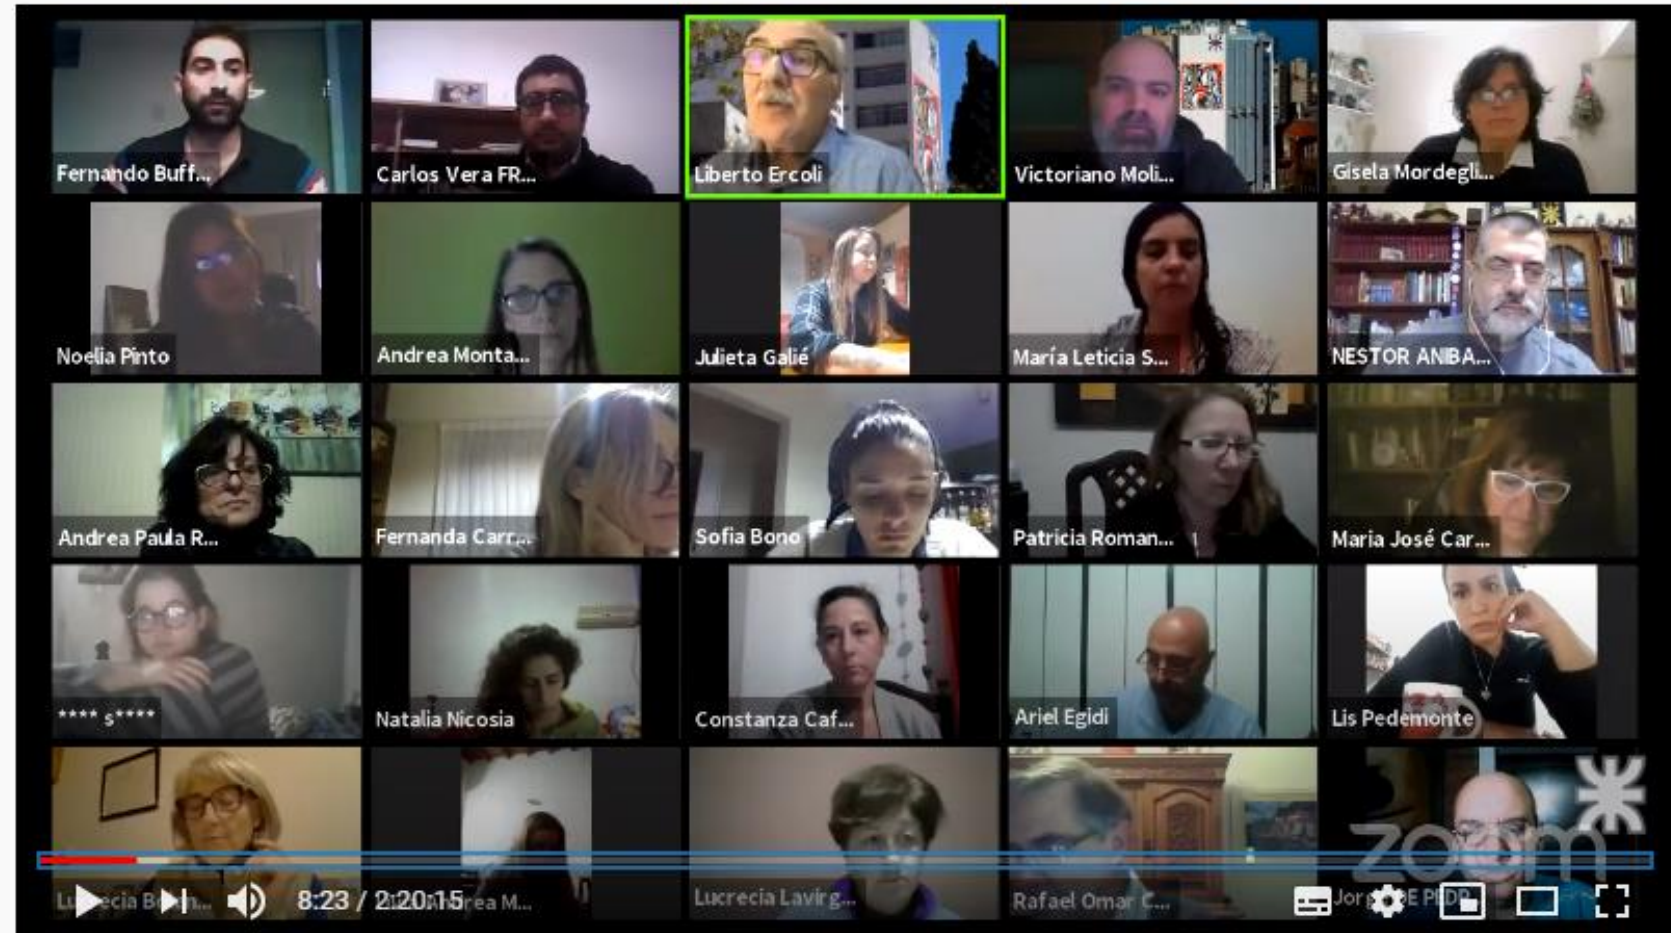 Fernando Buff...
Carlos Vera FR...
Liberto Ercoli
Victoriano Moli...
Gisela Mordegli...
Noelia Pinto
Andrea Monta...
Julieta Galié
María Leticia S...
NESTOR ANIBA...
Andrea Paula R...
Fernanda Carr...
Sofia Bono
Patricia Roman...
Maria José Car...
**** s****
Natalia Nicosia
Constanza Caf...
Ariel Egidi
Lis Pedemonte
zoom
8:23 / 2:20:15
Lucrecia Lavirg...
Rafael Omar C...